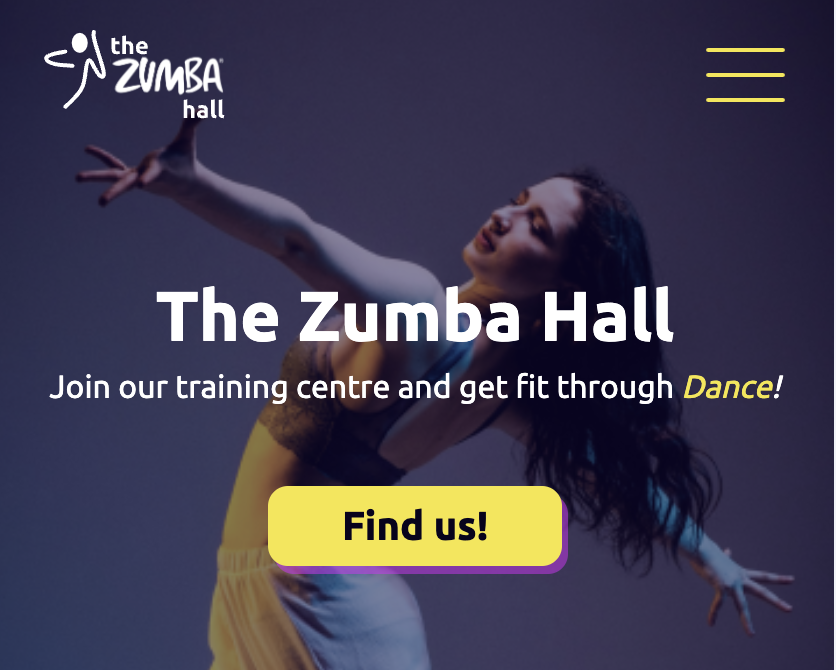 the
ZUMBA®
hall
The Zumba Hall
Join our training centre and get fit through Dance!
Find us!